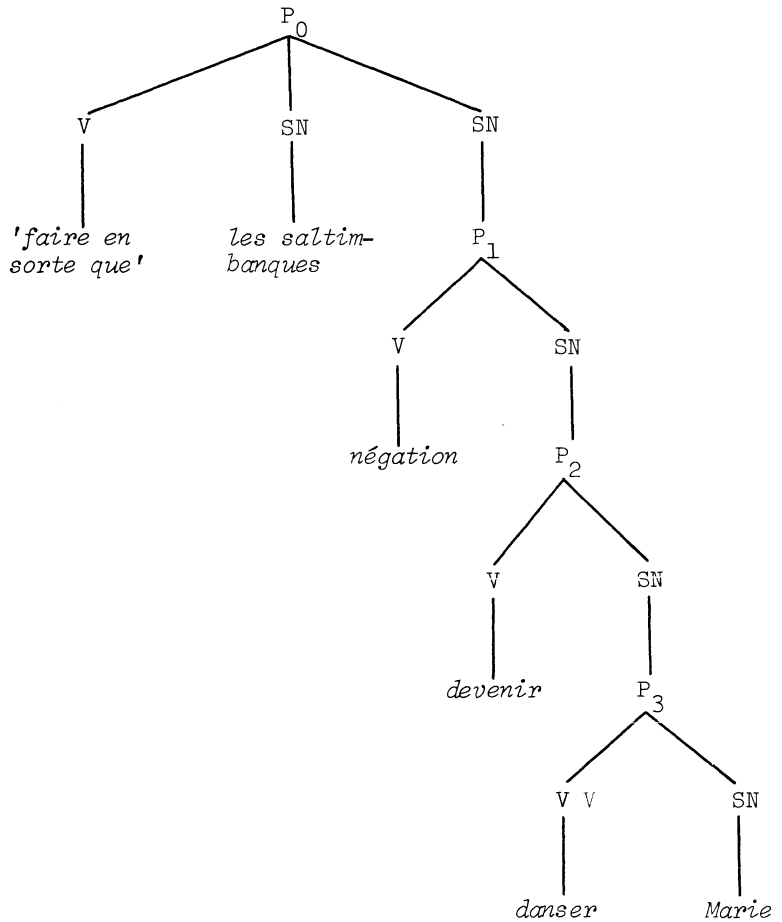 P0
V SN SN
'faire en les saltim- P1
sorte que' banques
V SN
négation P2
V SN
devenir P3
V V SN
danser Marie